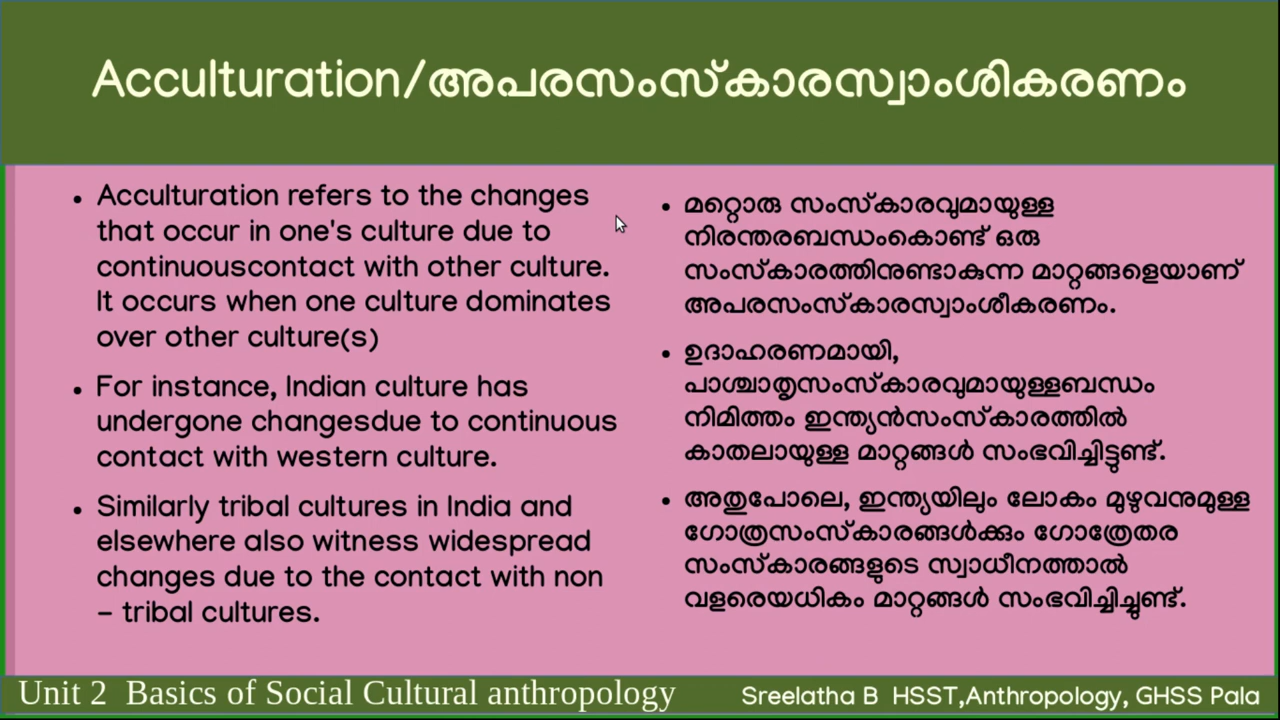 Acculturation/അപരസംസ്കാരസ്വാംശികരണം
Acculturation refers to the changes
that occur in one's culture due to
continuouscontact with other culture.
It occurs when one culture dominates
over other culture(s)
For instance, Indian culture has
undergone changesdue to continuous
contact with western culture.
Similarly tribal cultures in India and
elsewhere also witness widespread
changes due to the contact with non
– tribal cultures.
മറ്റൊരു സംസ്കാരവുമായുള്ള
നിരന്തരബന്ധംകൊണ്ട് ഒരു
സംസ്കാരത്തിനുണ്ടാകുന്ന മാറ്റങ്ങളെയാണ്
അപരസംസ്കാരസ്വാംശീകരണം.
ഉദാഹരണമായി,
പാശ്ചാതൃസംസ്കാരവുമായുള്ളബന്ധം
നിമിത്തം ഇന്ത്യൻസംസ്കാരത്തിൽ
കാതലായുള്ള മാറ്റങ്ങൾ സംഭവിച്ചിട്ടുണ്ട്.
അതുപോലെ, ഇന്ത്യയിലും ലോകം മുഴുവനുമുള്ള
ഗോത്രസംസ്കാരങ്ങൾക്കും ഗോത്രേതര
സംസ്കാരങ്ങളുടെ സ്വാധീനത്താൽ
വളരെയധികം മാറ്റങ്ങൾ സംഭവിച്ചിച്ചുണ്ട്.
Unit 2 Basics of Social Cultural anthropology
Sreelatha B HSST,Anthropology, GHSS Pala